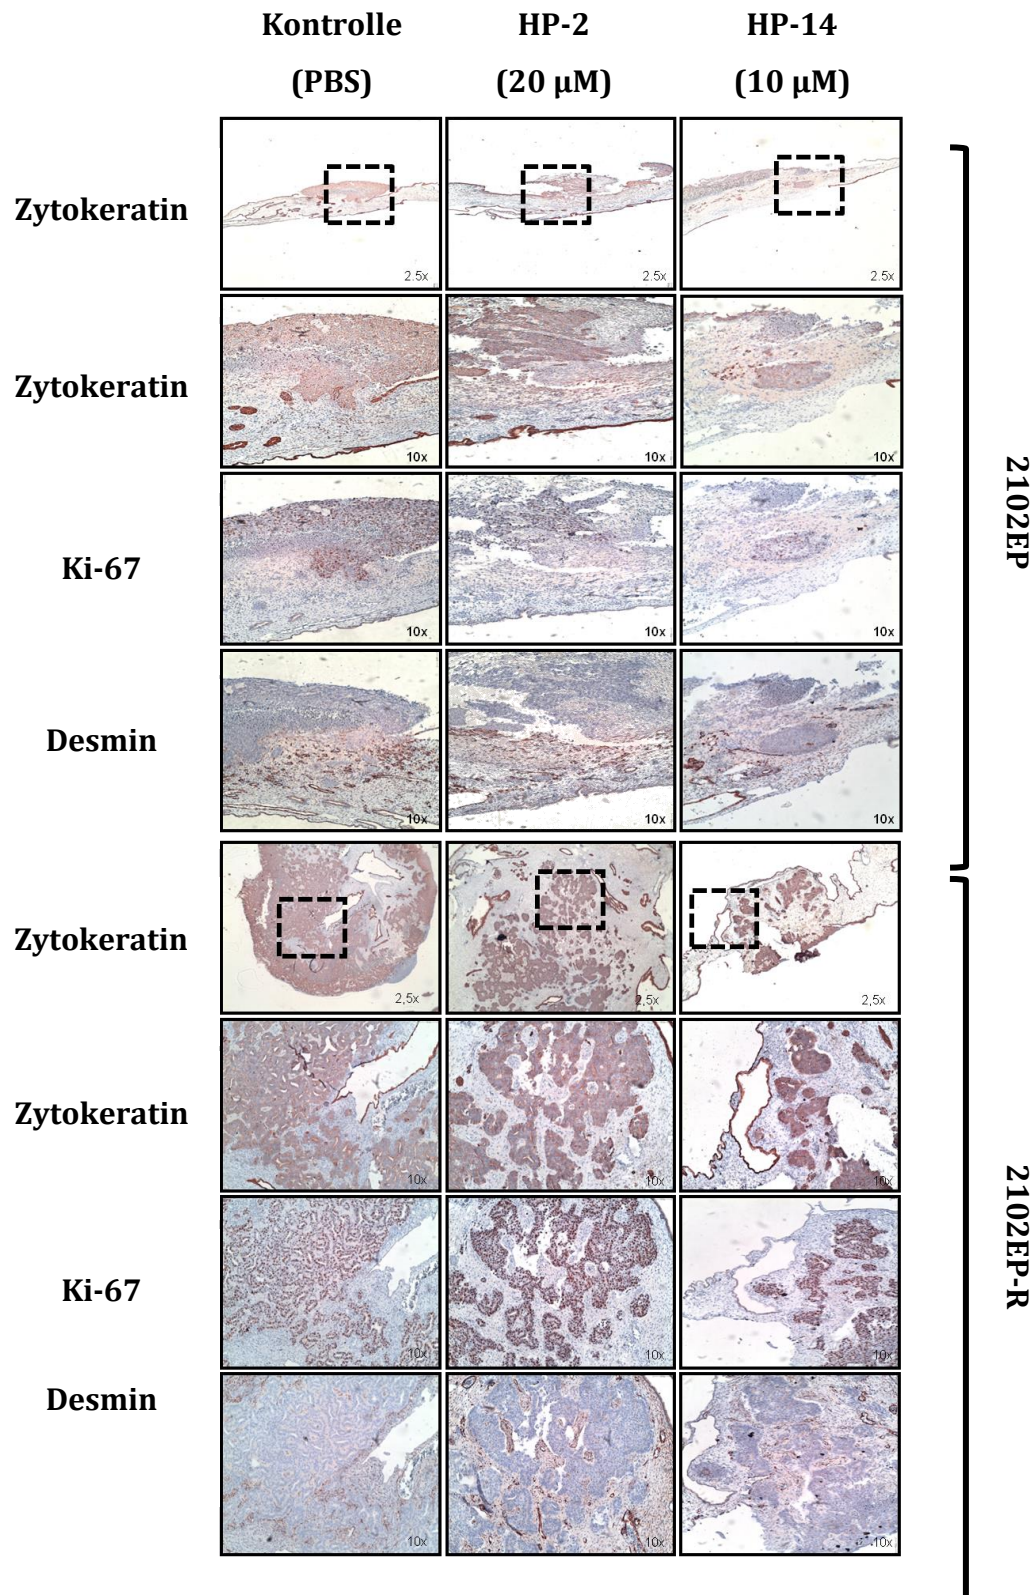 Kontrolle HP-2 HP-14
(PBS) (20 µM) (10 µM)
Zytokeratin
2.5x 2.5x 2.5x
Zytokeratin
10x 10x 10x
Ki-67
10x 10x 10x
Desmin
10x 10x 10x
2102EP
Zytokeratin
2,5x 2,5x 2,5x
Zytokeratin
10x 10x 10x
Ki-67
10x 10x 10x
Desmin
10x 10x 10x
2102EP-R